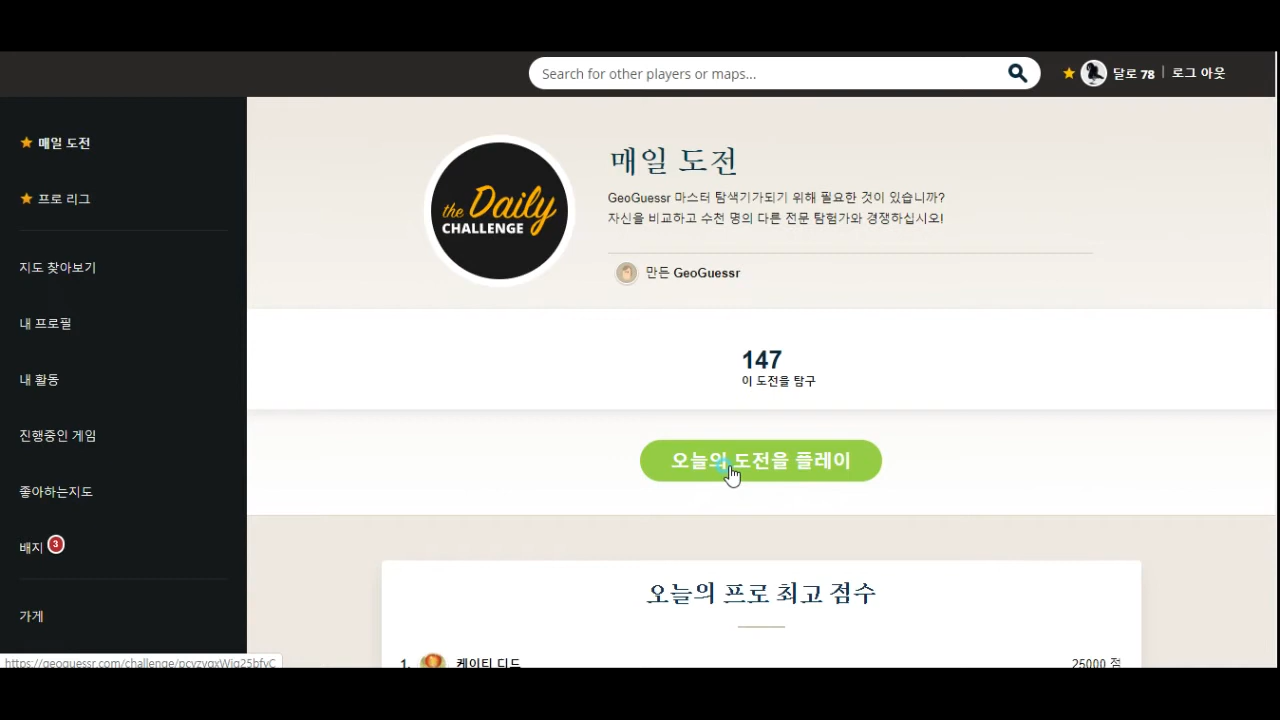 Search for other players or maps...
달로 78 | 로그 아웃
매일 도전
프로 리그
지도 찾아보기
내 프로필
내 활동
진행중인 게임
좋아하는지도
배지 3
가게
the Daily
CHALLENGE
매일 도전
GeoGuessr 마스터 탐색기가되기 위해 필요한 것이 있습니까?
자신을 비교하고 수천 명의 다른 전문 탐험가와 경쟁하십시오!
만든 GeoGuessr
147
이 도전을 탐구
오늘의 도전을 플레이
오늘의 프로 최고 점수
1. 케이티 디드 25000 점